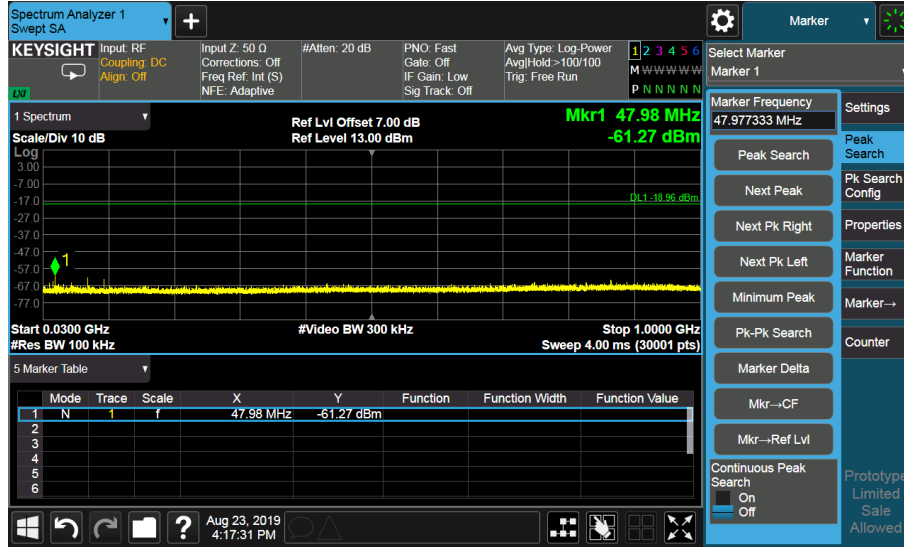 Spectrum Analyzer 1
Swept SA
Marker
KEYSIGHT
Input: RF
Coupling: DC
Align: Off
Input Z: 50 Ω
Corrections: Off
Freq Ref: Int (S)
NFE: Adaptive
#Atten: 20 dB
PNO: Fast
Gate: Off
IF Gain: Low
Sig Track: Off
Avg Type: Log-Power
Avg|Hold:>100/100
Trig: Free Run
1 2 3 4 5 6
M W W W W W
P N N N N N
LXI
Select Marker
Marker 1
1 Spectrum
Scale/Div 10 dB
Ref Lvl Offset 7.00 dB
Ref Level 13.00 dBm
Mkr1 47.98 MHz
-61.27 dBm
Log
3.00
-7.00
-17.0
-27.0
-37.0
-47.0
-57.0
-67.0
-77.0
DL1 -18.96 dBm
1
Start 0.0300 GHz
#Res BW 100 kHz
#Video BW 300 kHz
Stop 1.0000 GHz
Sweep 4.00 ms (30001 pts)
5 Marker Table
Mode Trace Scale X Y Function Function Width Function Value
1 N 1 f 47.98 MHz -61.27 dBm
2
3
4
5
6
Aug 23, 2019
4:17:31 PM
Marker Frequency
47.977333 MHz
Peak Search
Next Peak
Next Pk Right
Next Pk Left
Minimum Peak
Pk-Pk Search
Marker Delta
Mkr→CF
Mkr→Ref Lvl
Continuous Peak
Search
On
Off
Settings
Peak
Search
Pk Search
Config
Properties
Marker
Function
Marker→
Counter
Prototype
Limited
Sale
Allowed